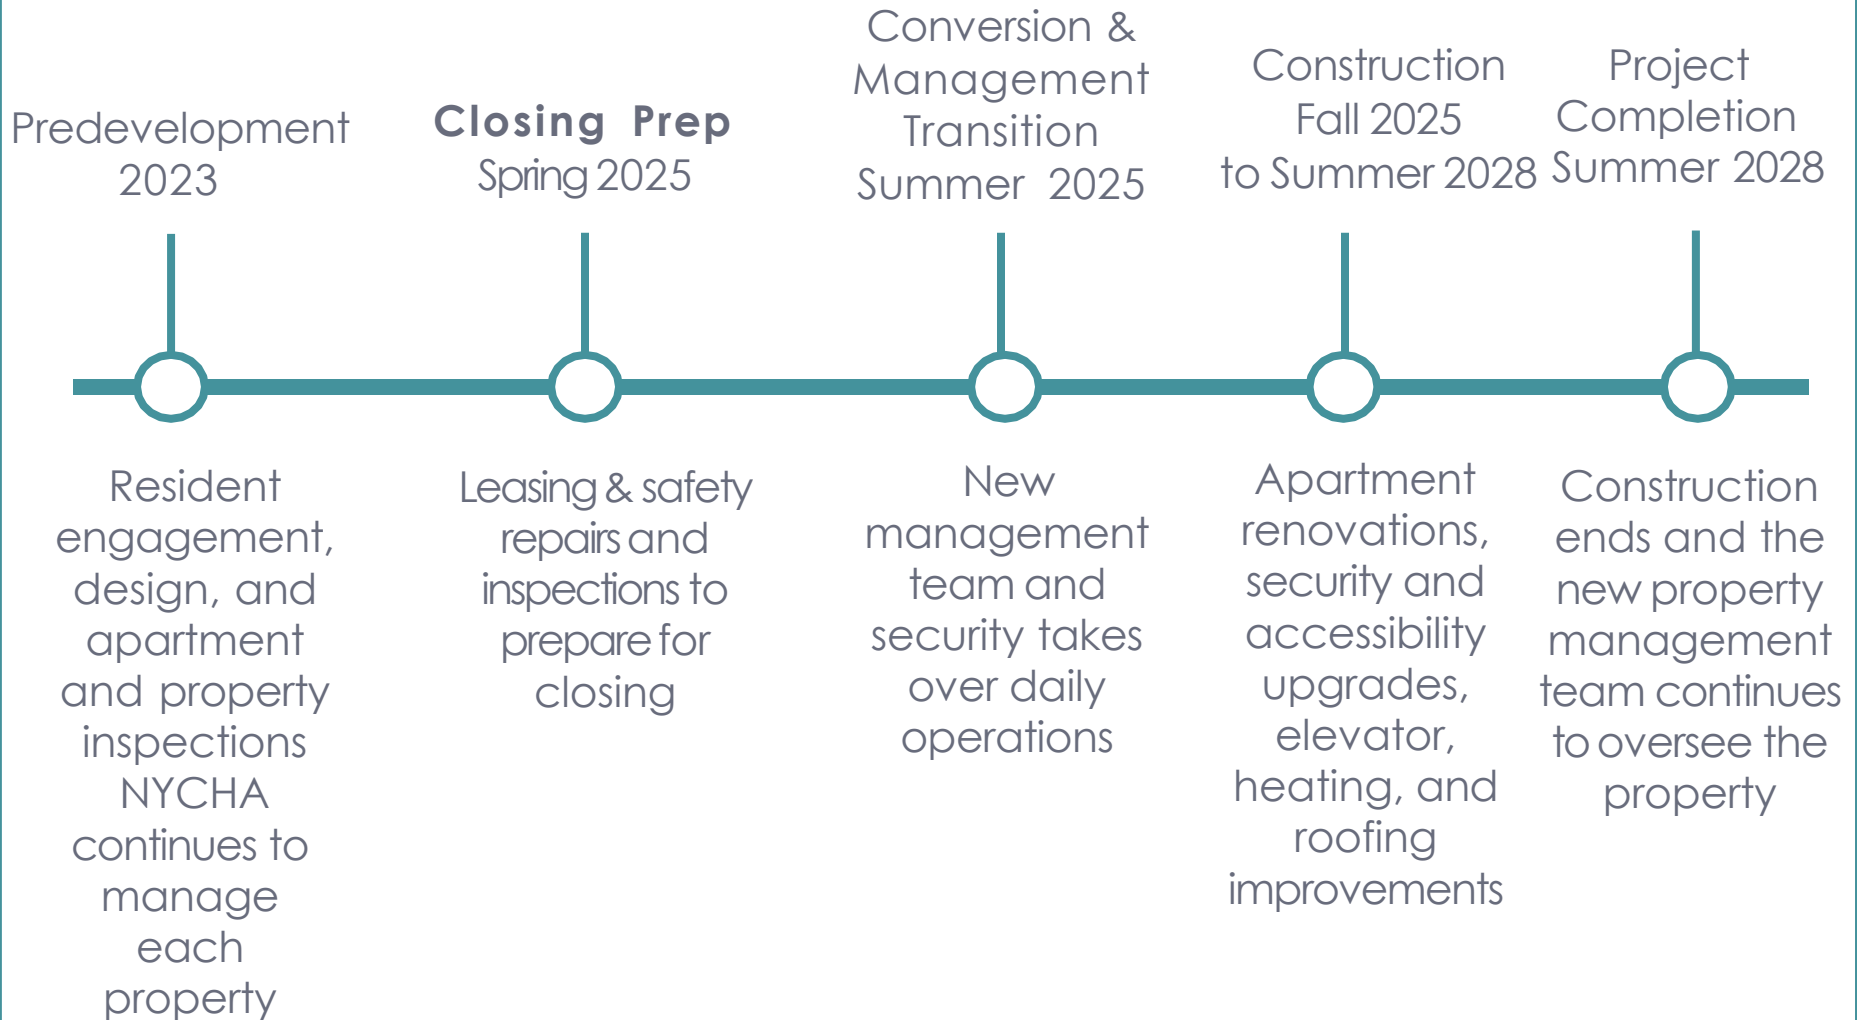 Predevelopment
2023
Resident
engagement,
design, and
apartment
and property
inspections
NYCHA
continues to
manage
each
property
Closing Prep
Spring 2025
Leasing & safety
repairs and
inspections to
prepare for
closing
Conversion &
Management
Transition
Summer 2025
New
management
team and
security takes
over daily
operations
Construction
Fall 2025
to Summer 2028
Apartment
renovations,
security and
accessibility
upgrades,
elevator,
heating, and
roofing
improvements
Project
Completion
Summer 2028
Construction
ends and the
new property
management
team continues
to oversee the
property